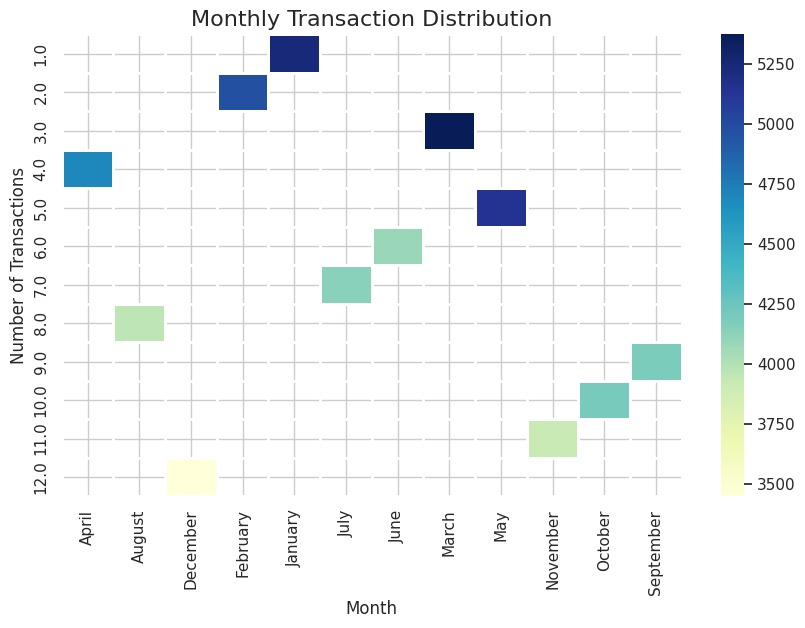 Monthly Transaction Distribution
Number of Transactions
1.0
2.0
3.0
4.0
5.0
6.0
7.0
8.0
9.0
10.0
11.0
12.0
April
August
December
February
January
July
June
March
May
November
October
September
Month
5250
5000
4750
4500
4250
4000
3750
3500